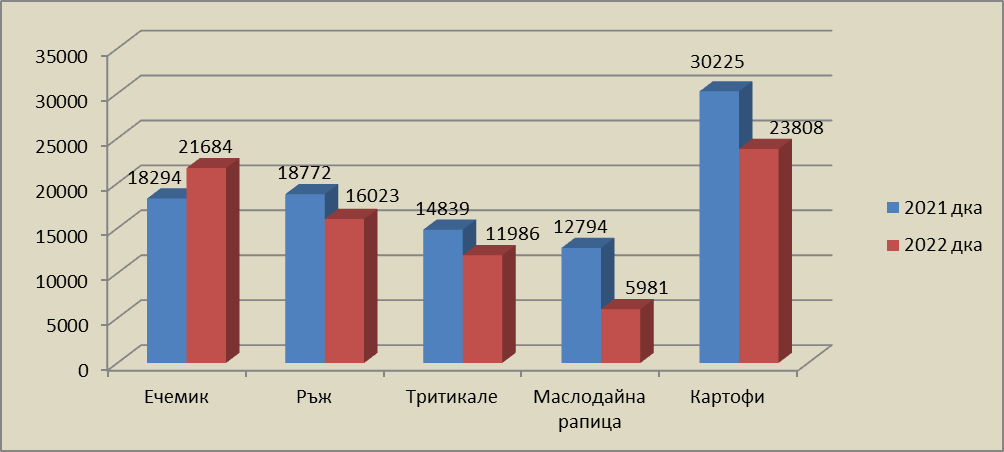 35000
30000
25000
20000
15000
10000
5000
0
18294
21684
18772
16023
14839
11986
12794
5981
30225
23808
Ечемик
Ръж
Тритикале
Маслодайна
рапица
Картофи
2021 дка
2022 дка